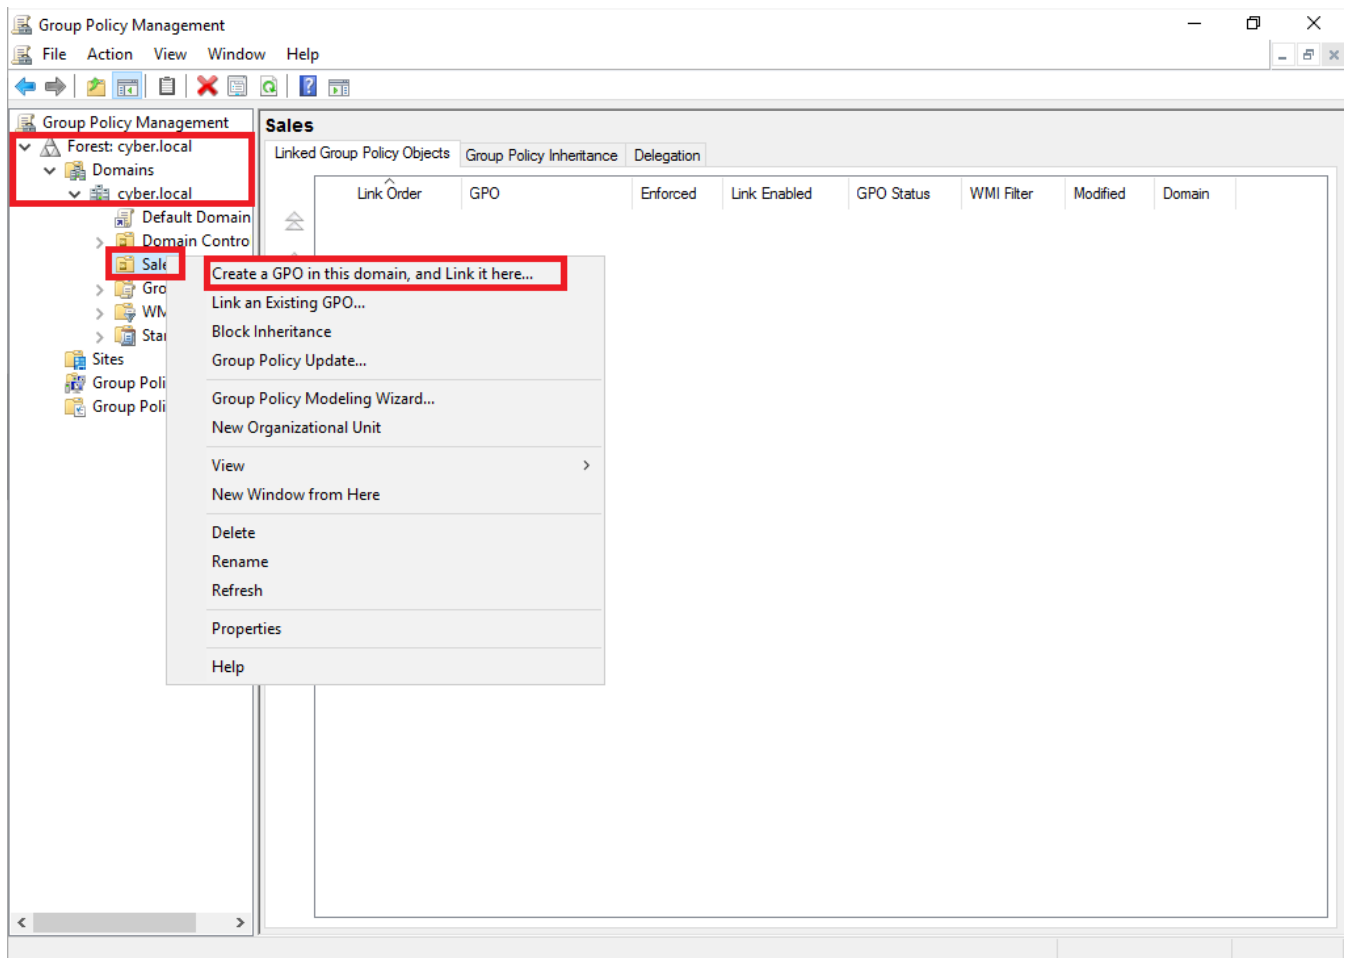 Group Policy Management
File Action View Window Help
Group Policy Management
Forest: cyber.local
Domains
cyber.local
Default Domain
Domain Contro
Sale
Gro
WM
Star
Sites
Group Poli
Group Poli
Sales
Linked Group Policy Objects Group Policy Inheritance Delegation
Link Order GPO Enforced Link Enabled GPO Status WMI Filter Modified Domain
Create a GPO in this domain, and Link it here...
Link an Existing GPO...
Block Inheritance
Group Policy Update...
Group Policy Modeling Wizard...
New Organizational Unit
View
New Window from Here
Delete
Rename
Refresh
Properties
Help